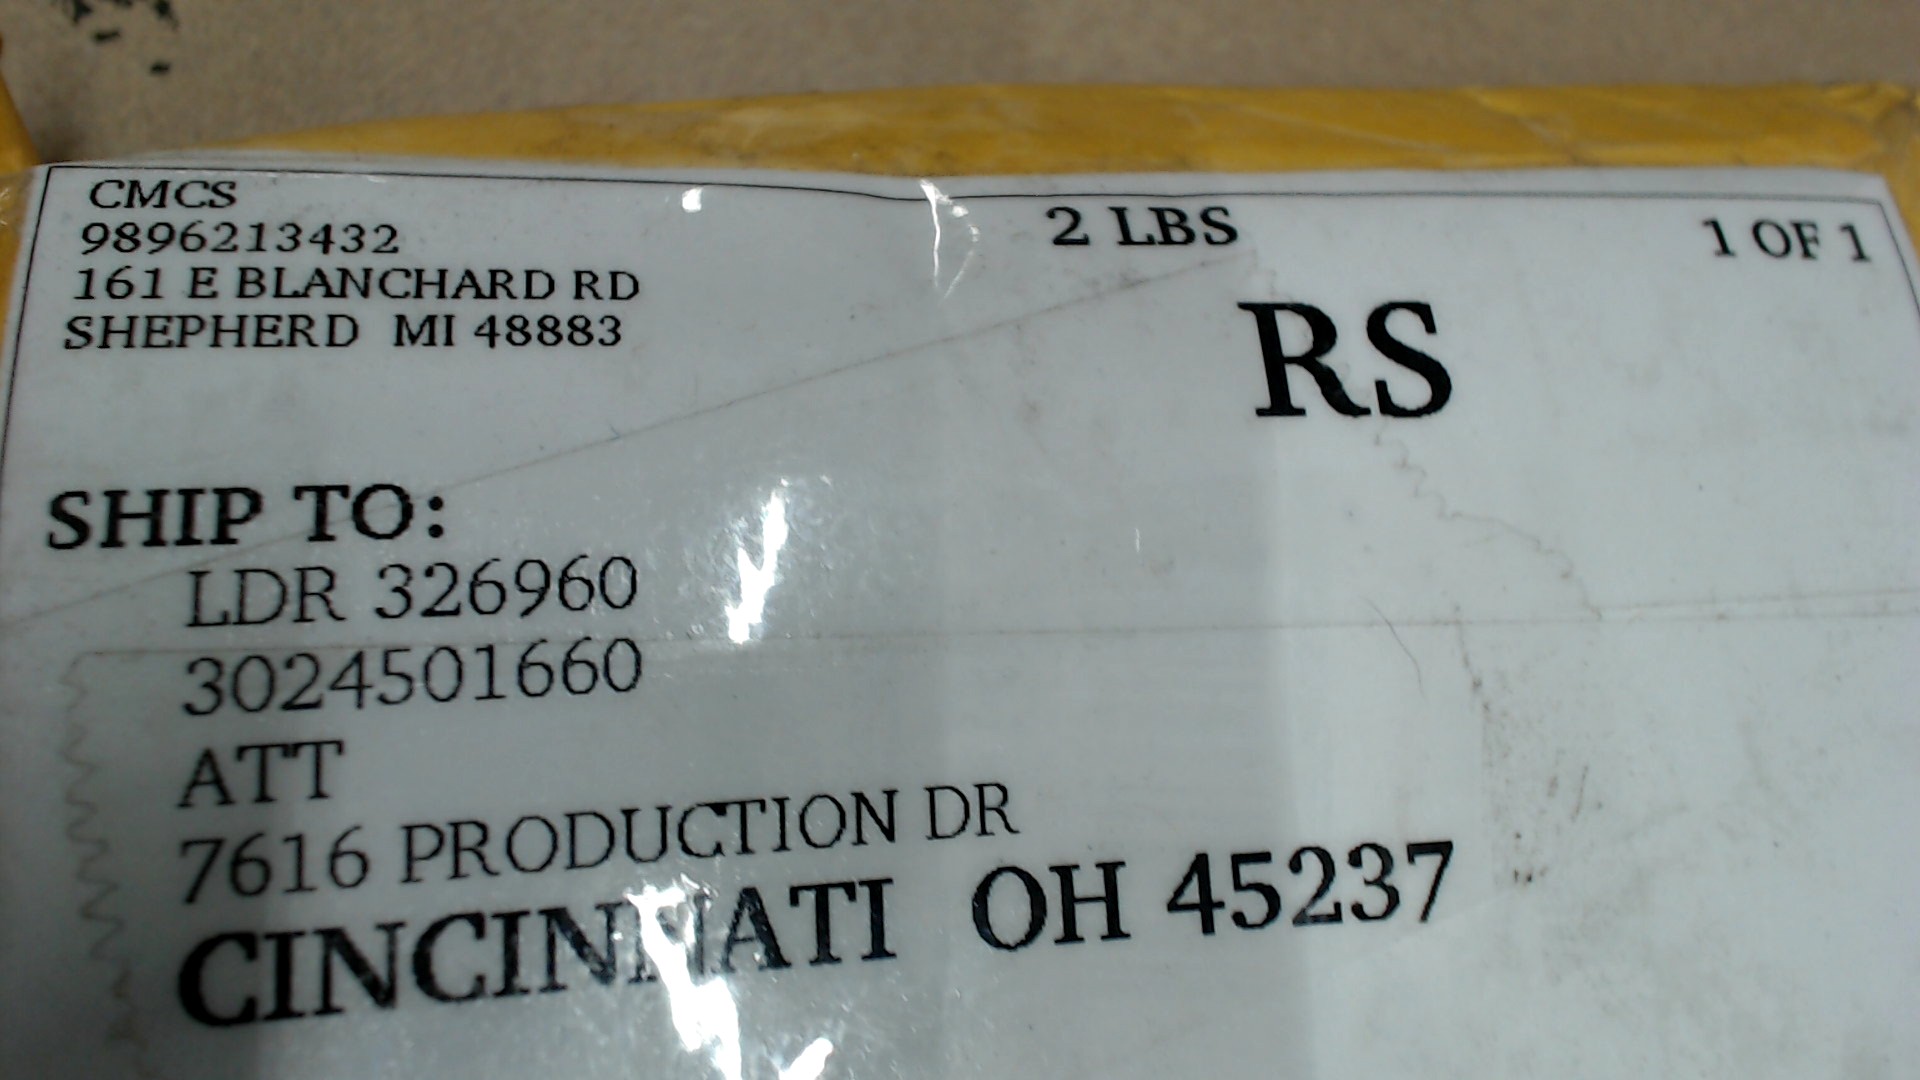 CMCS
9896213432
161 E BLANCHARD RD
SHEPHERD MI 48883
2 LBS
1 OF 1
RS
SHIP TO:
LDR 326960
3024501660
ATT
7616 PRODUCTION DR
CINCINNATI OH 45237